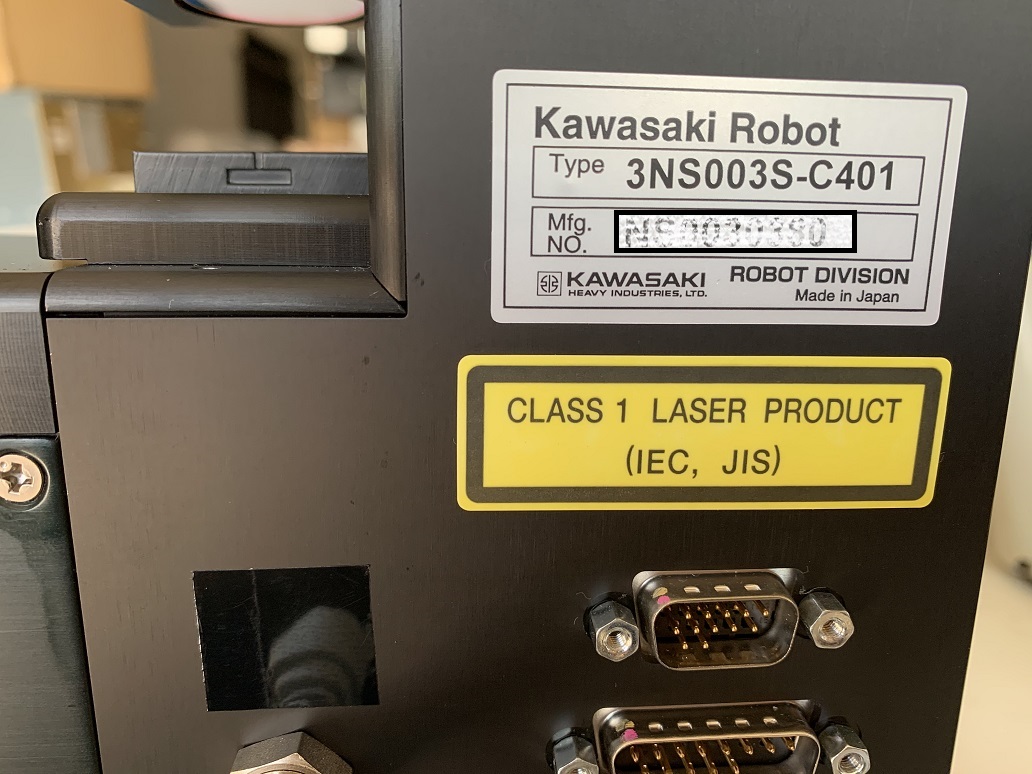 Kawasaki Robot
Type 3NS003S-C401
Mfg.
NO.
KAWASAKI
HEAVY INDUSTRIES, LTD.
ROBOT DIVISION
Made in Japan
CLASS 1 LASER PRODUCT
(IEC, JIS)